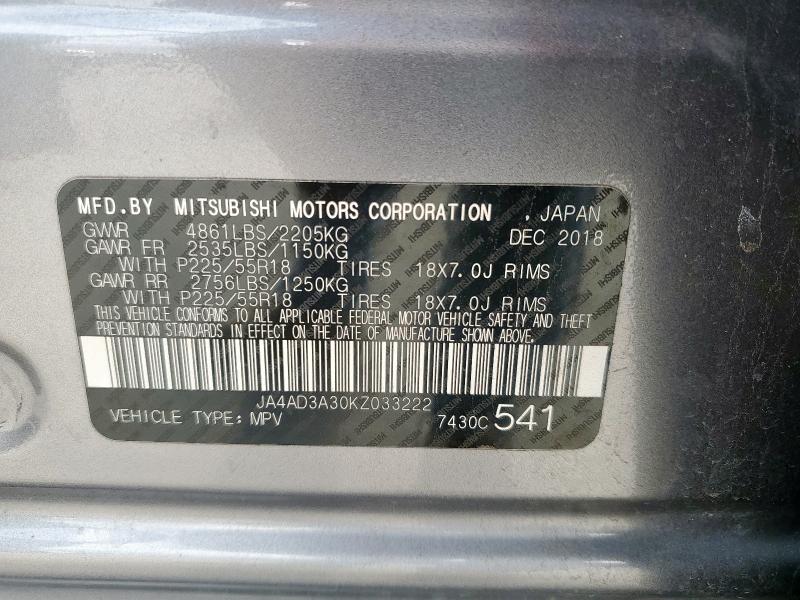 MFD.BY MITSUBISHI MOTORS CORPORATION , JAPAN
GWR 4861LBS/2205KG DEC 2018
GAWR FR 2535LBS/1150KG
WITH P225/55R18 TIRES 18X7.0J RIMS
GAWR RR 2756LBS/1250KG
WITH P225/55R18 TIRES 18X7.0J RIMS
THIS VEHICLE CONFORMS TO ALL APPLICABLE FEDERAL MOTOR VEHICLE SAFETY AND THEFT
PREVENTION STANDARDS IN EFFECT ON THE DATE OF MANUFACTURE SHOWN ABOVE.
JA4AD3A30KZ033222
VEHICLE TYPE: MPV 7430C 541